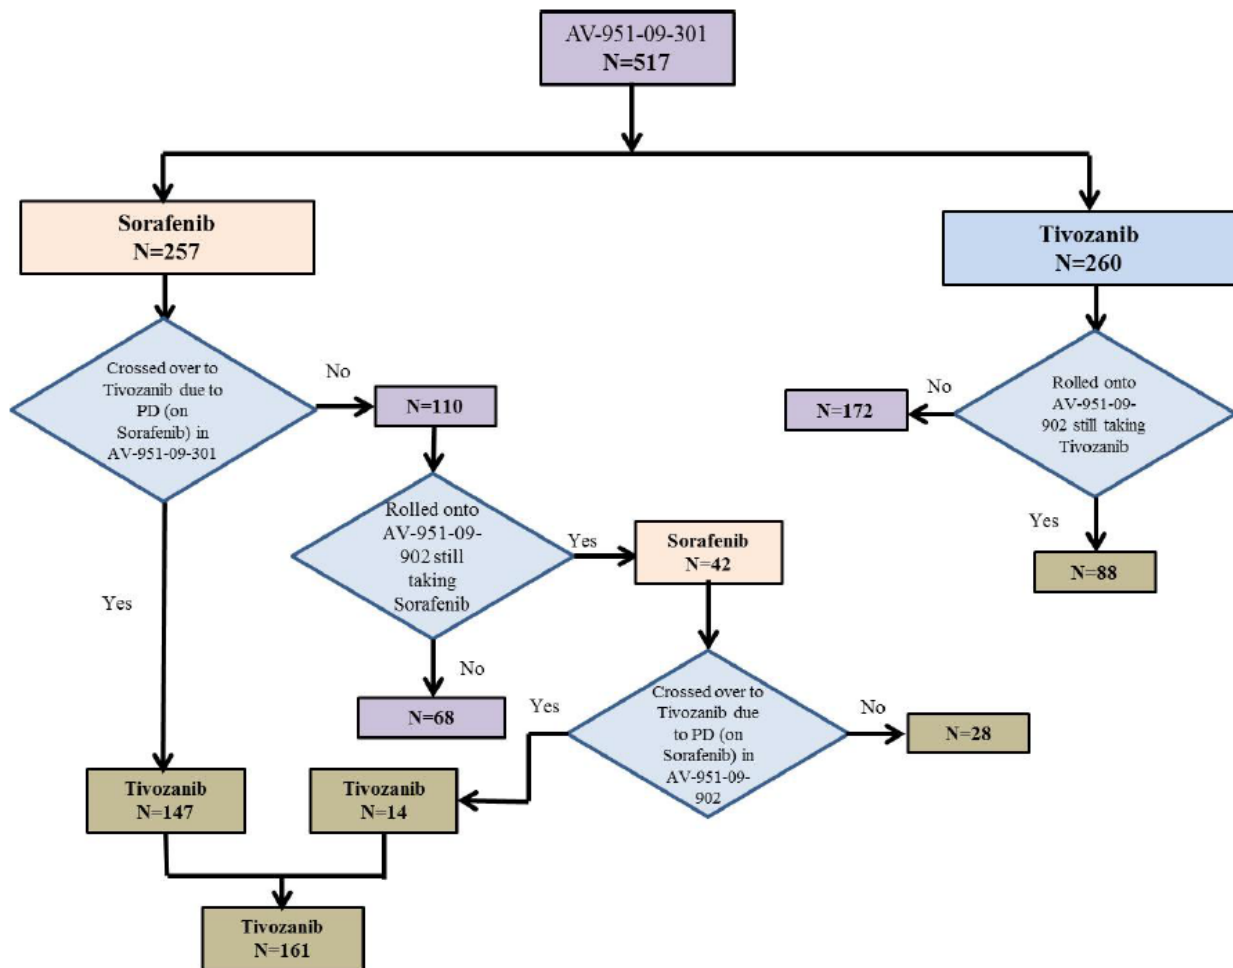 AV-951-09-301
N=517
Sorafenib
N=257
Tivozanib
N=260
Crossed over to
Tivozanib due to
PD (on
Sorafenib) in
AV-951-09-301
No
N=110
N=172
No
Rolled onto
AV-951-09-
902 still taking
Tivozanib
Yes
N=88
Rolled onto
AV-951-09-
902 still
taking
Sorafenib
Yes
Sorafenib
N=42
Yes
No
N=68
Yes
Crossed over to
Tivozanib due
to PD (on
Sorafenib) in
AV-951-09-
902
No
N=28
Tivozanib
N=147
Tivozanib
N=14
Tivozanib
N=161